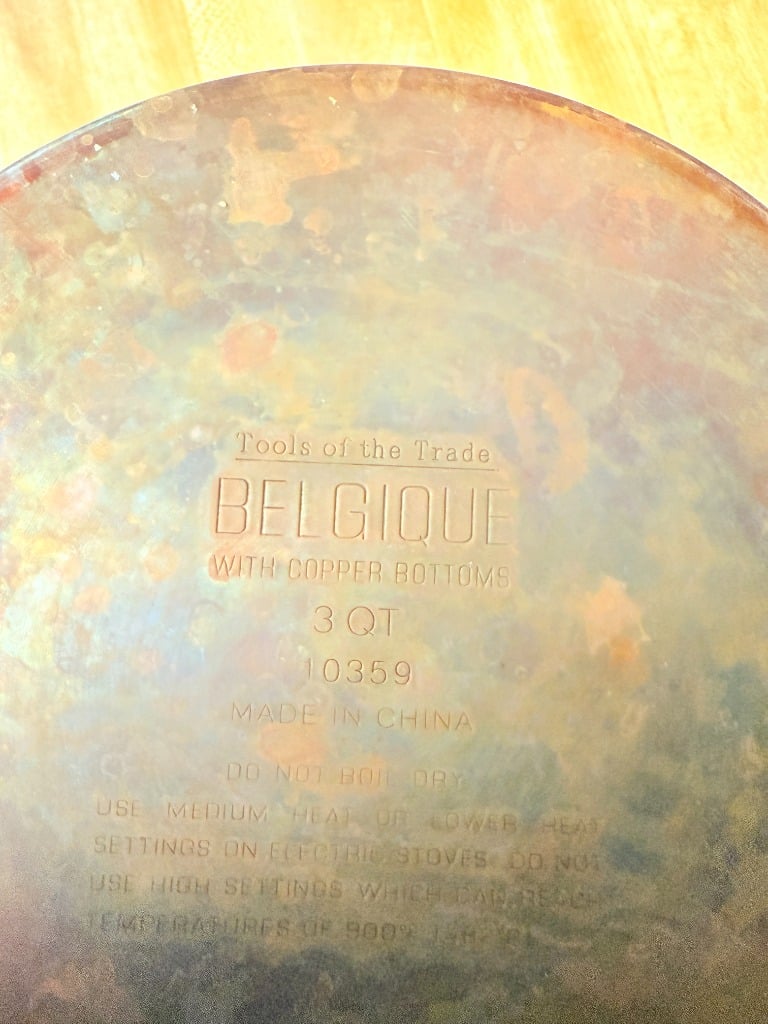 Tools of the Trade
BELGIQUE
WITH COPPER BOTTOMS
3 QT
10359
MADE IN CHINA
DO NOT BOIL DRY
USE MEDIUM HEAT OR LOWER HEAT
SETTINGS ON ELECTRIC STOVES. DO NOT
USE HIGH SETTINGS WHICH CAN REACH
TEMPERATURES OF 900°